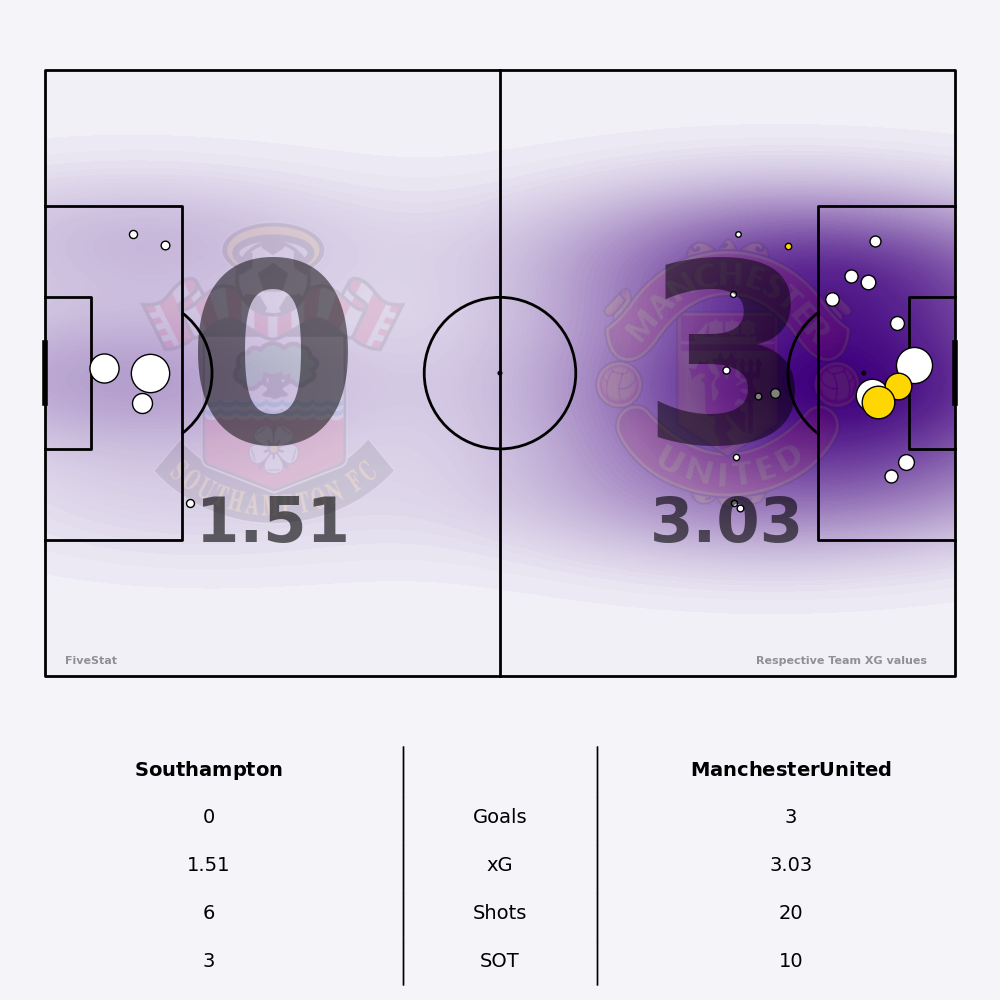 MANCHESTER
0
3
UNITED
SOUTHAMPTON FC
1.51
3.03
FiveStat
Respective Team XG values
Southampton
ManchesterUnited
0 Goals 3
1.51 xG 3.03
6 Shots 20
3 SOT 10